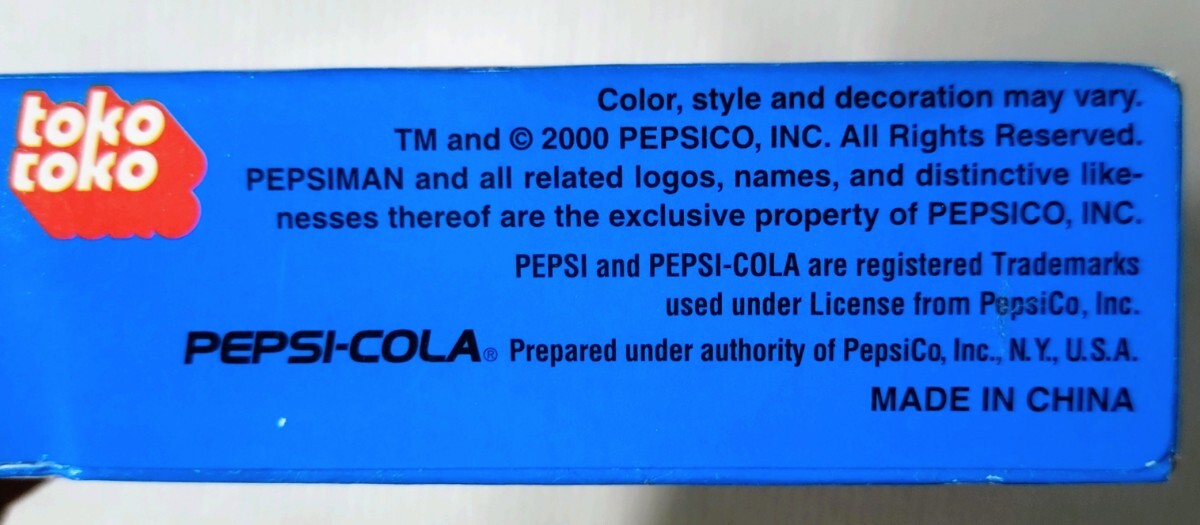 toko
toko
Color, style and decoration may vary.
TM and © 2000 PEPSICO, INC. All Rights Reserved.
PEPSIMAN and all related logos, names, and distinctive like-
nesses thereof are the exclusive property of PEPSICO, INC.
PEPSI and PEPSI-COLA are registered Trademarks
used under License from PepsiCo, Inc.
PEPSI-COLA® Prepared under authority of PepsiCo, Inc., N.Y., U.S.A.
MADE IN CHINA